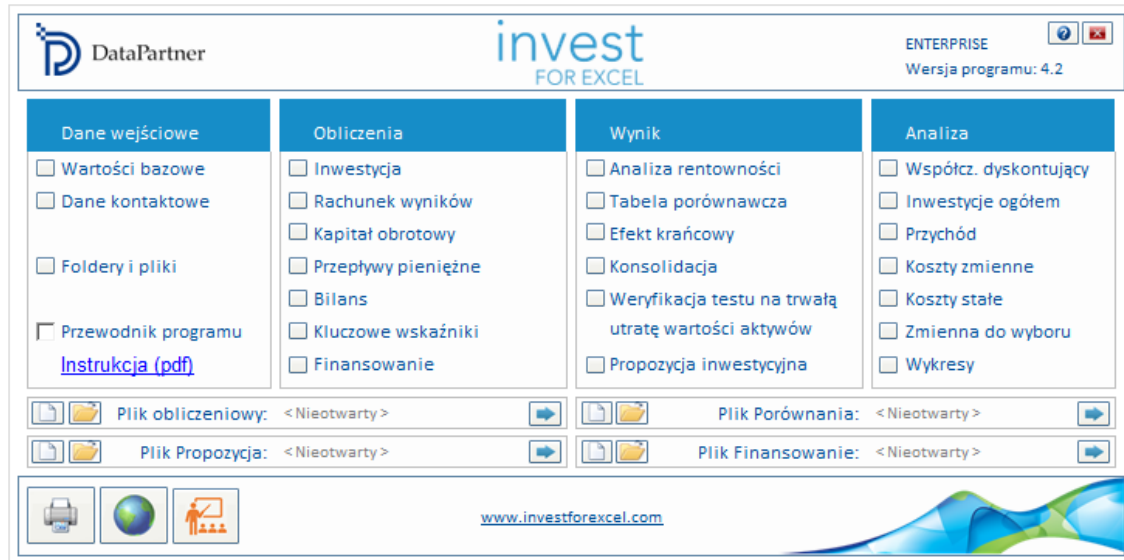 DataPartner
invest
FOR EXCEL
ENTERPRISE
Wersja programu: 4.2
Dane wejściowe
Wartości bazowe
Dane kontaktowe
Foldery i pliki
Przewodnik programu
Instrukcja (pdf)
Obliczenia
Inwestycja
Rachunek wyników
Kapitał obrotowy
Przepływy pieniężne
Bilans
Kluczowe wskaźniki
Finansowanie
Wynik
Analiza rentowności
Tabela porównawcza
Efekt krańcowy
Konsolidacja
Weryfikacja testu na trwałą
utratę wartości aktywów
Propozycja inwestycyjna
Analiza
Współcz. dyskontujący
Inwestycje ogółem
Przychód
Koszty zmienne
Koszty stałe
Zmienna do wyboru
Wykresy
Plik obliczeniowy: <Nieotwarty>
Plik Porównania: <Nieotwarty>
Plik Propozycja: <Nieotwarty>
Plik Finansowanie: <Nieotwarty>
www.investforexcel.com